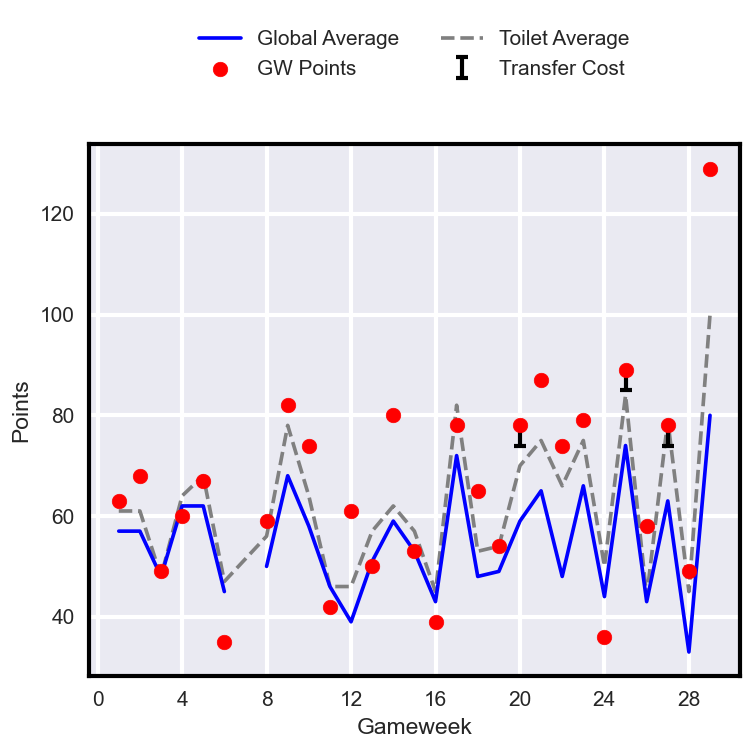 Global Average
Toilet Average
GW Points
Transfer Cost
120
100
80
60
40
Points
0 4 8 12 16 20 24 28
Gameweek